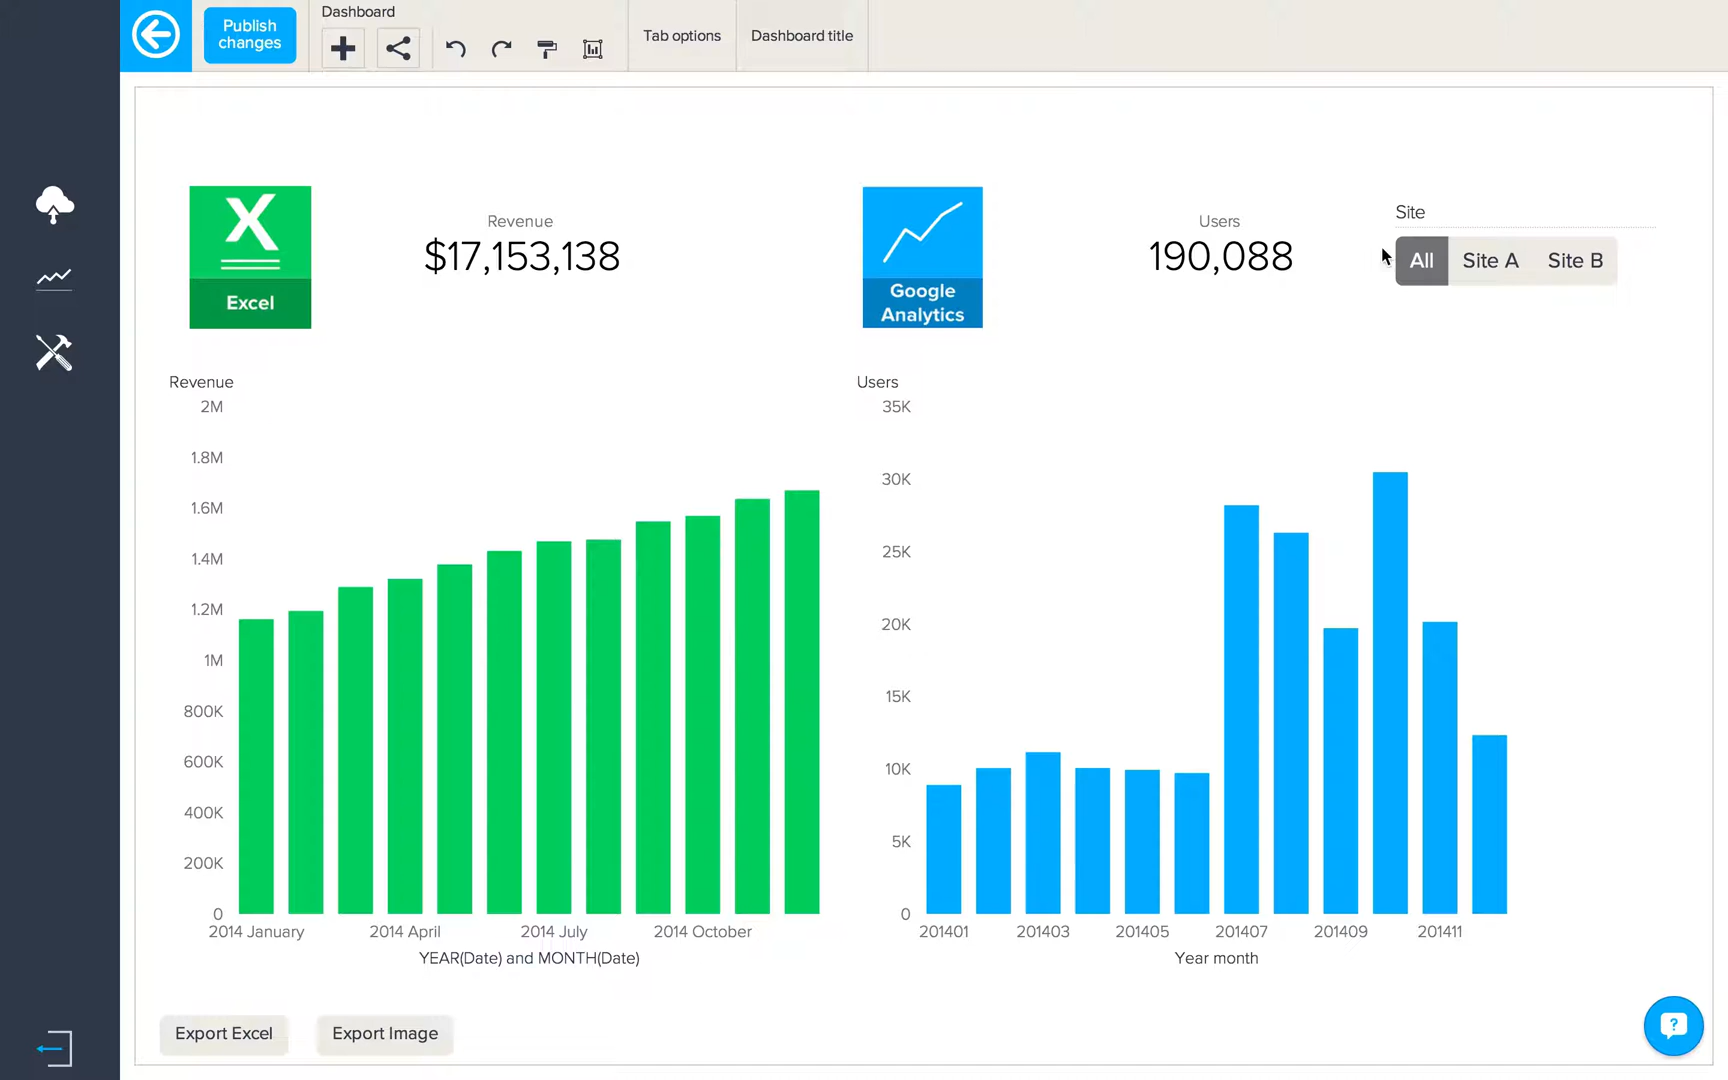 Publish
changes
Dashboard
Tab options
Dashboard title
X
Excel
Revenue
$17,153,138
Google
Analytics
Users
190,088
Site
All
Site A
Site B
Revenue
2M
1.8M
1.6M
1.4M
1.2M
1M
800K
600K
400K
200K
0
2014 January
2014 April
2014 July
2014 October
YEAR(Date) and MONTH(Date)
Users
35K
30K
25K
20K
15K
10K
5K
0
201401
201403
201405
201407
201409
201411
Year month
Export Excel
Export Image
?